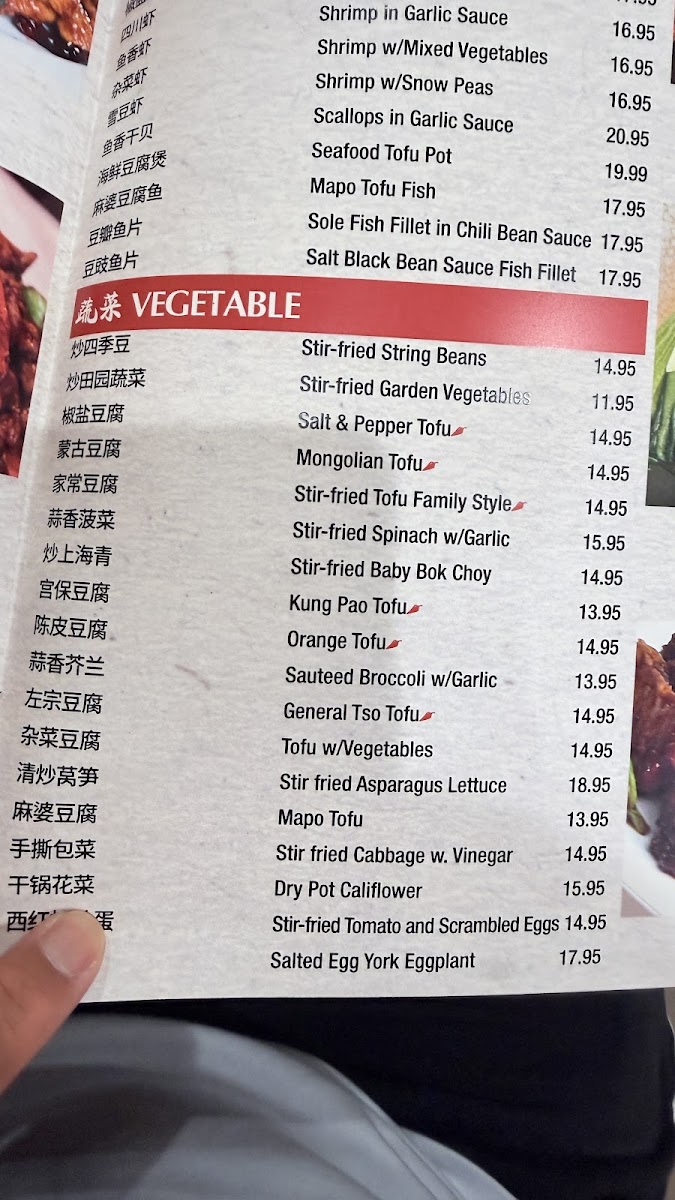 四川虾
鱼香虾 Shrimp in Garlic Sauce 16.95
杂菜虾 Shrimp w/Mixed Vegetables 16.95
雪豆虾 Shrimp w/Snow Peas 16.95
鱼香干贝 Scallops in Garlic Sauce 20.95
海鲜豆腐煲 Seafood Tofu Pot 19.99
麻婆豆腐鱼 Mapo Tofu Fish 17.95
豆瓣鱼片 Sole Fish Fillet in Chili Bean Sauce 17.95
豆豉鱼片 Salt Black Bean Sauce Fish Fillet 17.95
蔬菜 VEGETABLE
炒四季豆 Stir-fried String Beans 14.95
炒田园蔬菜 Stir-fried Garden Vegetables 11.95
椒盐豆腐 Salt & Pepper Tofu 14.95
蒙古豆腐 Mongolian Tofu 14.95
家常豆腐 Stir-fried Tofu Family Style 14.95
蒜香菠菜 Stir-fried Spinach w/Garlic 15.95
炒上海青 Stir-fried Baby Bok Choy 14.95
宫保豆腐 Kung Pao Tofu 13.95
陈皮豆腐 Orange Tofu 14.95
蒜香芥兰 Sauteed Broccoli w/Garlic 13.95
左宗豆腐 General Tso Tofu 14.95
杂菜豆腐 Tofu w/Vegetables 14.95
清炒莴笋 Stir fried Asparagus Lettuce 18.95
麻婆豆腐 Mapo Tofu 13.95
手撕包菜 Stir fried Cabbage w. Vinegar 14.95
干锅花菜 Dry Pot Califlower 15.95
西红 蛋 Stir-fried Tomato and Scrambled Eggs 14.95
Salted Egg York Eggplant 17.95